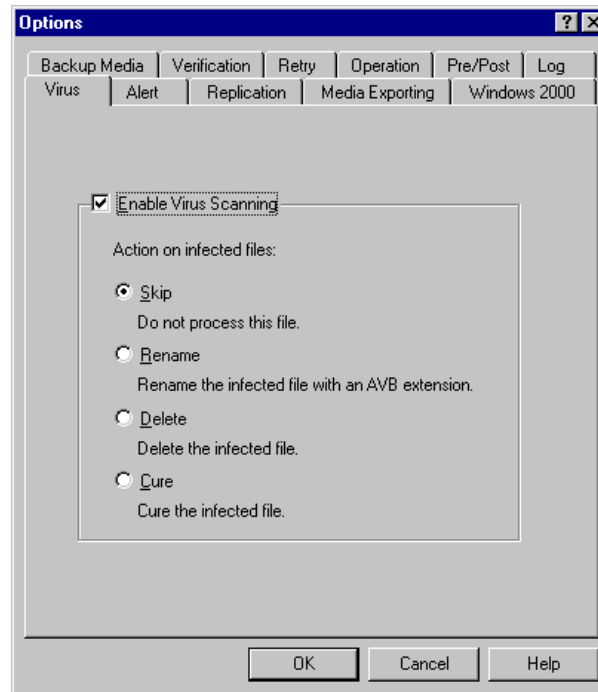 Options
Backup Media Verification Retry Operation Pre/Post Log
Virus Alert Replication Media Exporting Windows 2000
Enable Virus Scanning
Action on infected files:
Skip
Do not process this file.
Rename
Rename the infected file with an AVB extension.
Delete
Delete the infected file.
Cure
Cure the infected file.
OK Cancel Help